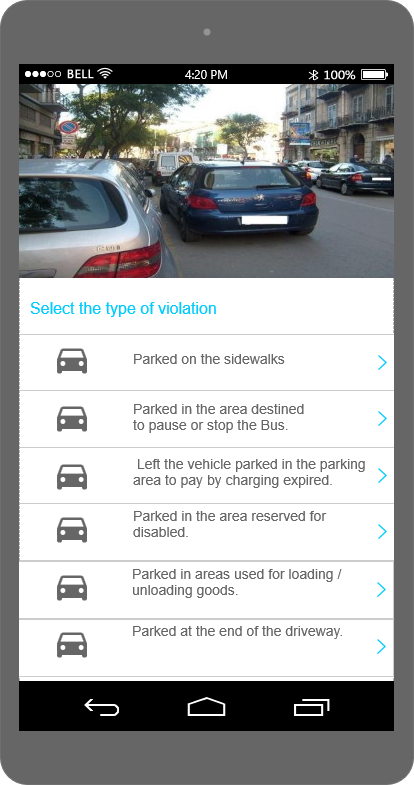 BELL 4:20 PM 100%
Select the type of violation
Parked on the sidewalks
Parked in the area destined
to pause or stop the Bus.
Left the vehicle parked in the parking
area to pay by charging expired.
Parked in the area reserved for
disabled.
Parked in areas used for loading /
unloading goods.
Parked at the end of the driveway.